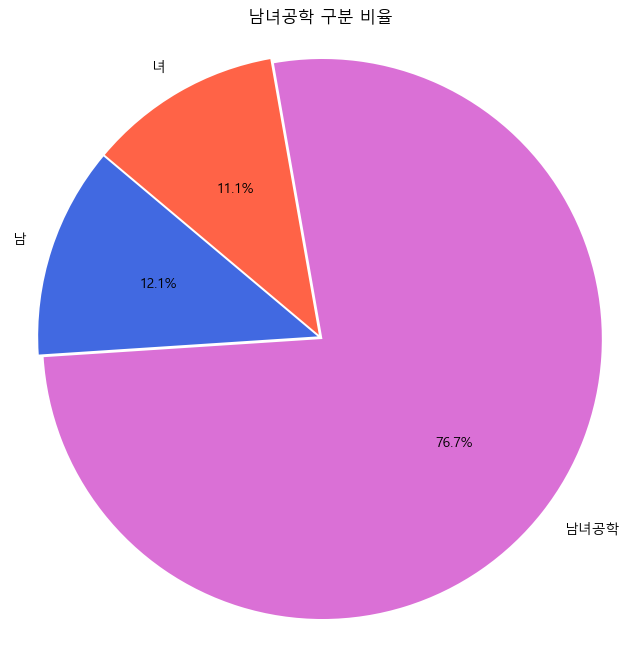 남녀공학 구분 비율
녀
11.1%
남
12.1%
76.7%
남녀공학